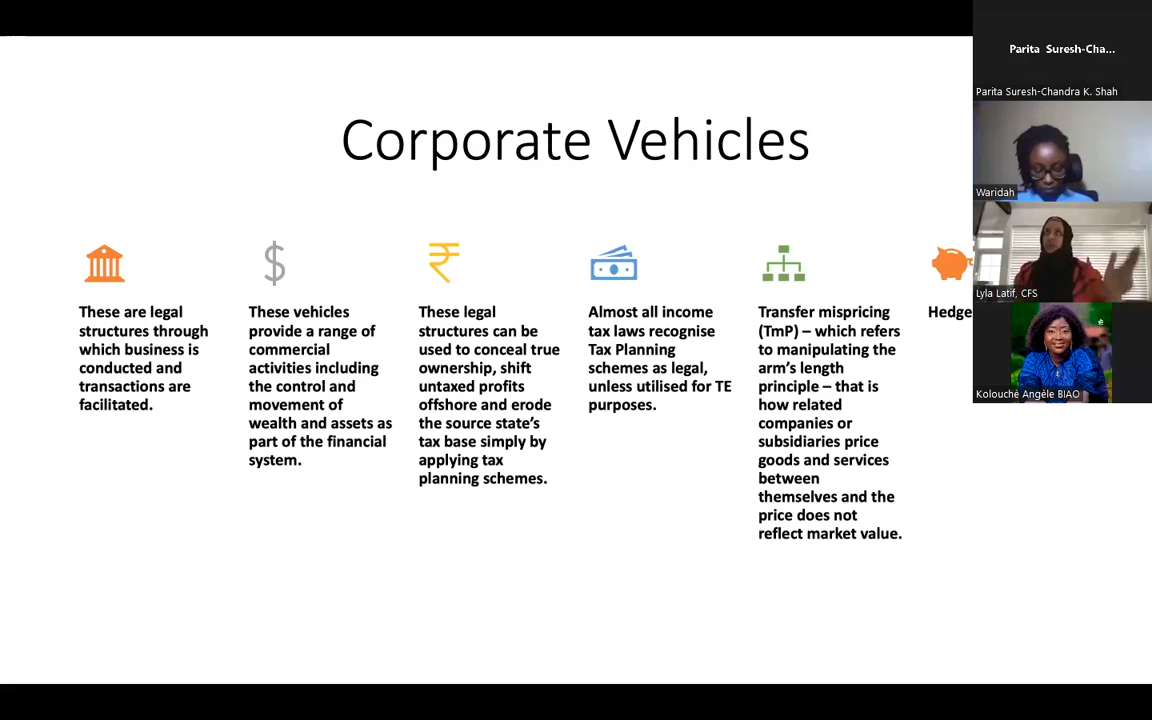 Corporate Vehicles
These are legal
structures through
which business is
conducted and
transactions are
facilitated.
These vehicles
provide a range of
commercial
activities including
the control and
movement of
wealth and assets as
part of the financial
system.
These legal
structures can be
used to conceal true
ownership, shift
untaxed profits
offshore and erode
the source state's
tax base simply by
applying tax
planning schemes.
Almost all income
tax laws recognise
Tax Planning
schemes as legal,
unless utilised for TE
purposes.
Transfer mispricing
(TmP) – which refers
to manipulating the
arm's length
principle – that is
how related
companies or
subsidiaries price
goods and services
between
themselves and the
price does not
reflect market value.
Hedge
Parita Suresh-Cha...
Parita Suresh-Chandra K. Shah
Waridah
Lyla Latif, CFS
Kolouchè Angèle BIAO